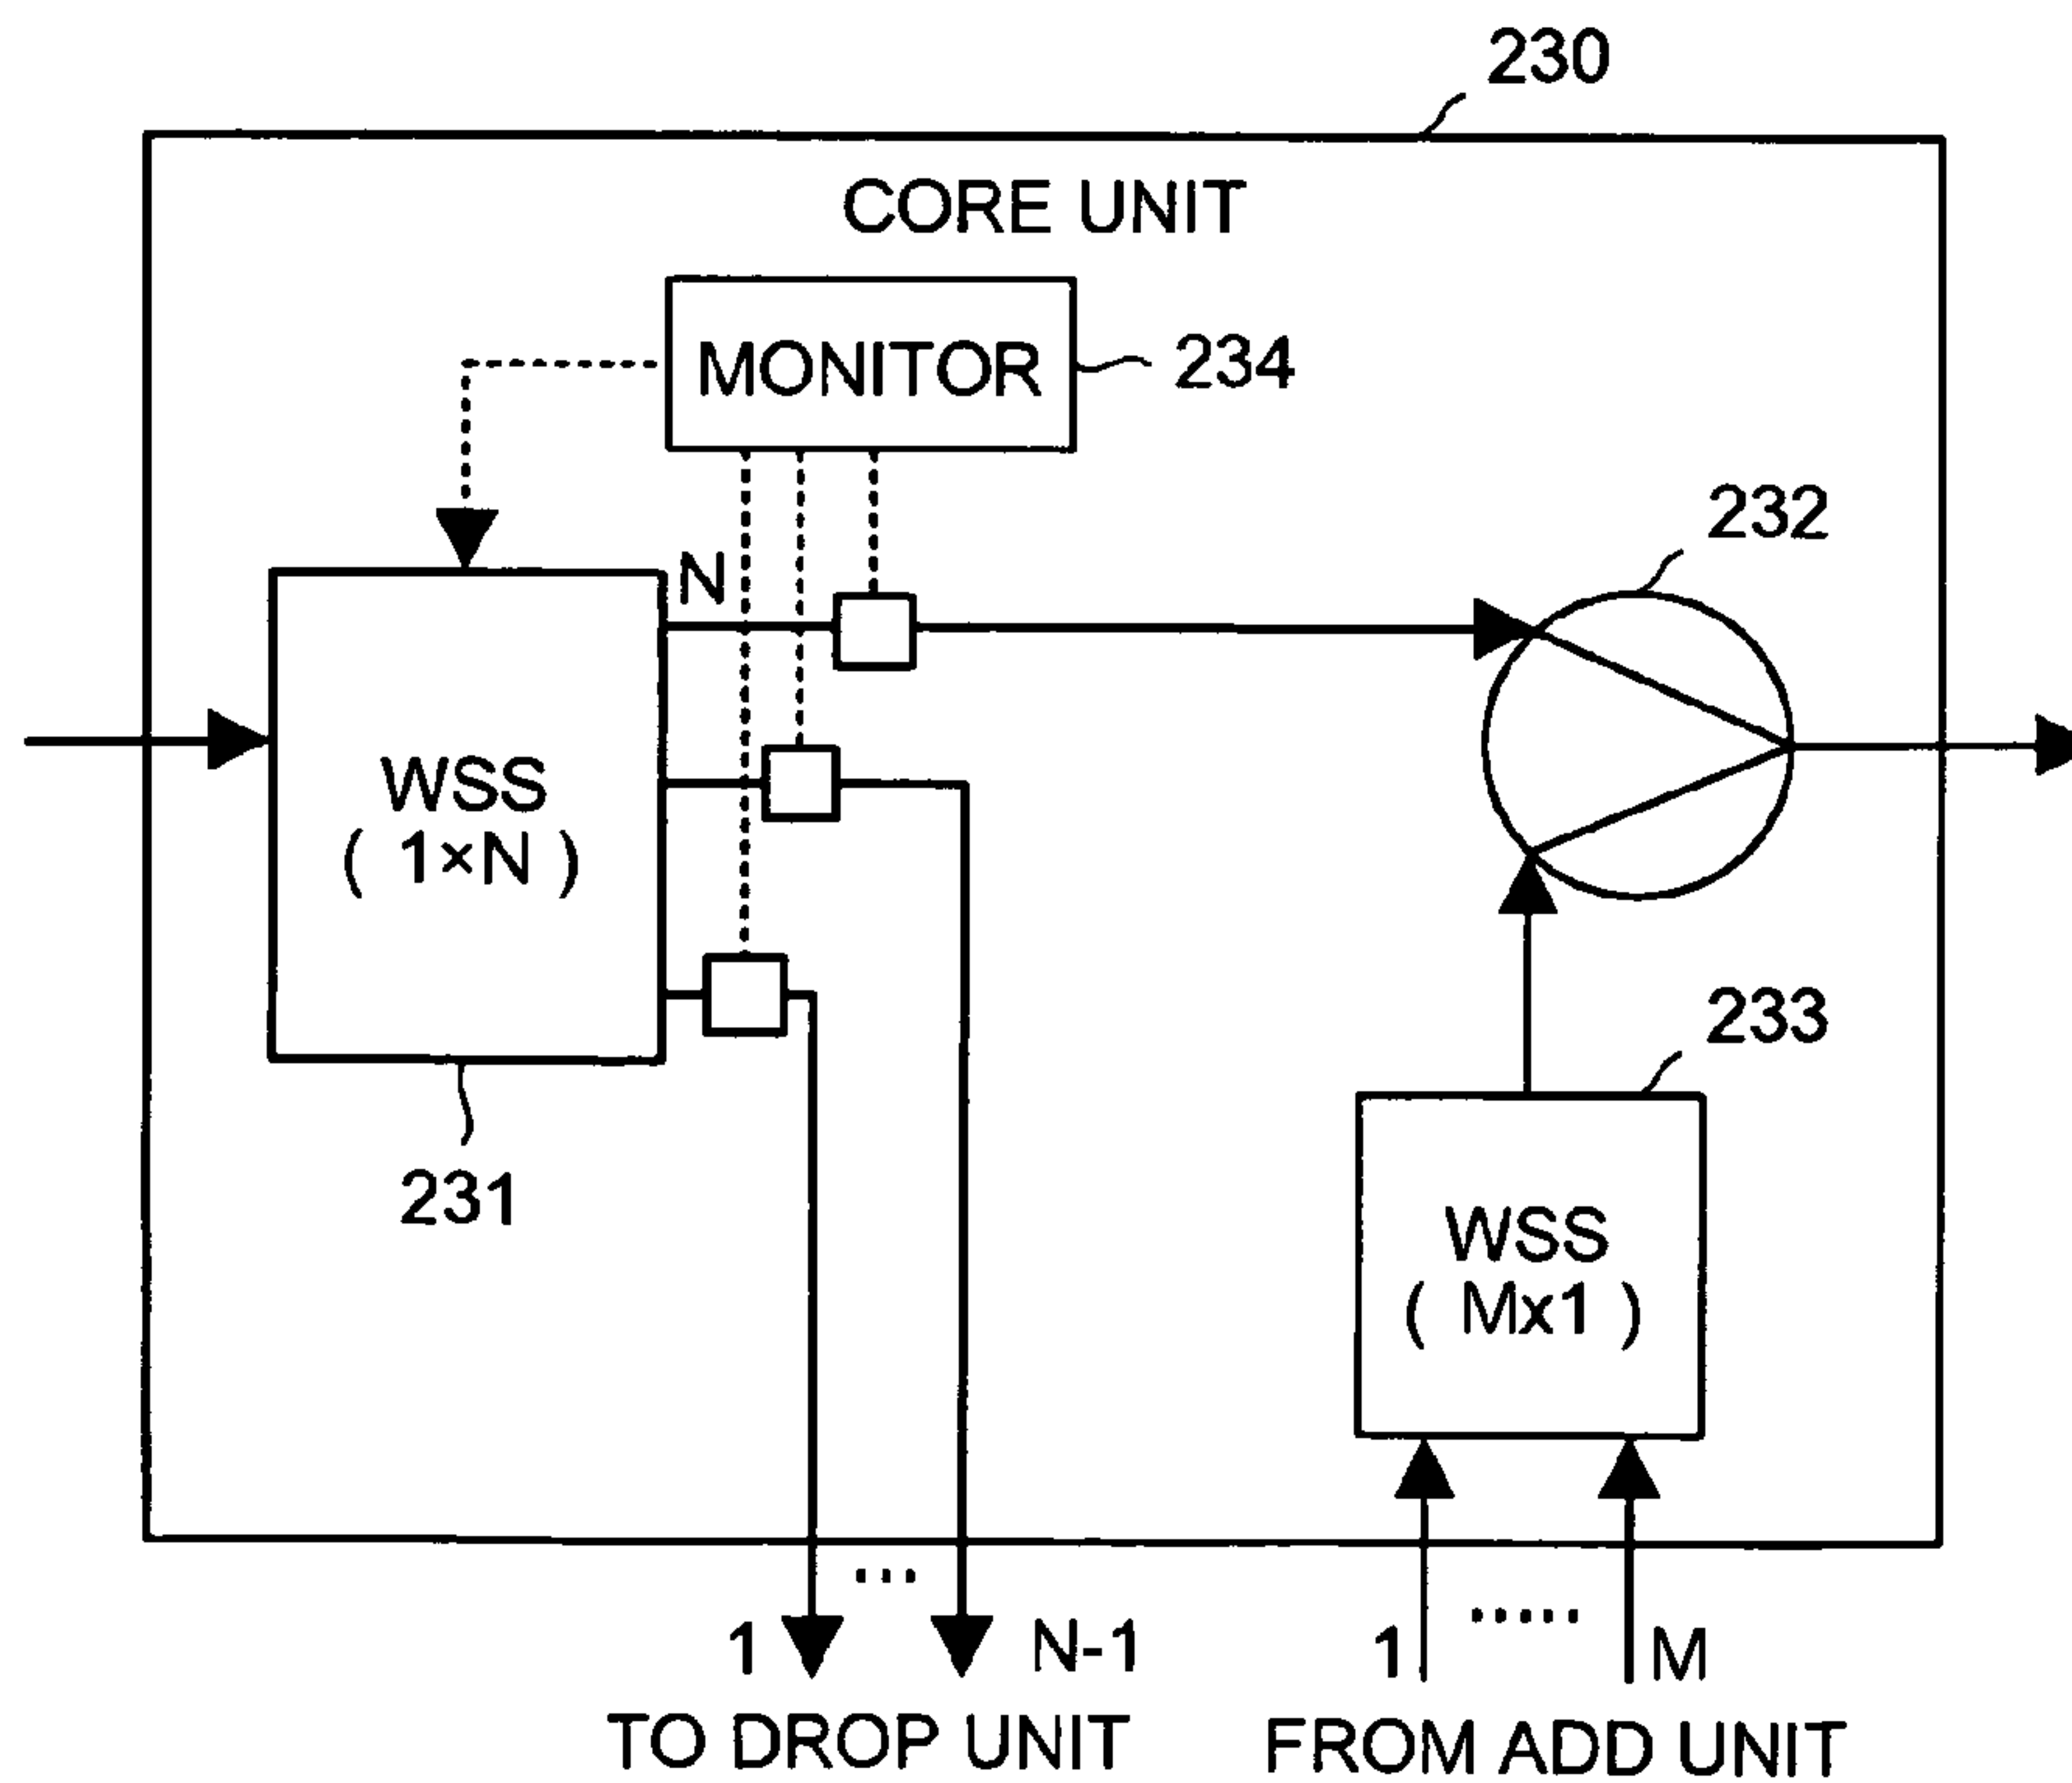 230
CORE UNIT
MONITOR
234
232
N
WSS
( 1×N )
231
233
WSS
( Mx1 )
1
...
N-1
1
.....
M
TO DROP UNIT
FROM ADD UNIT